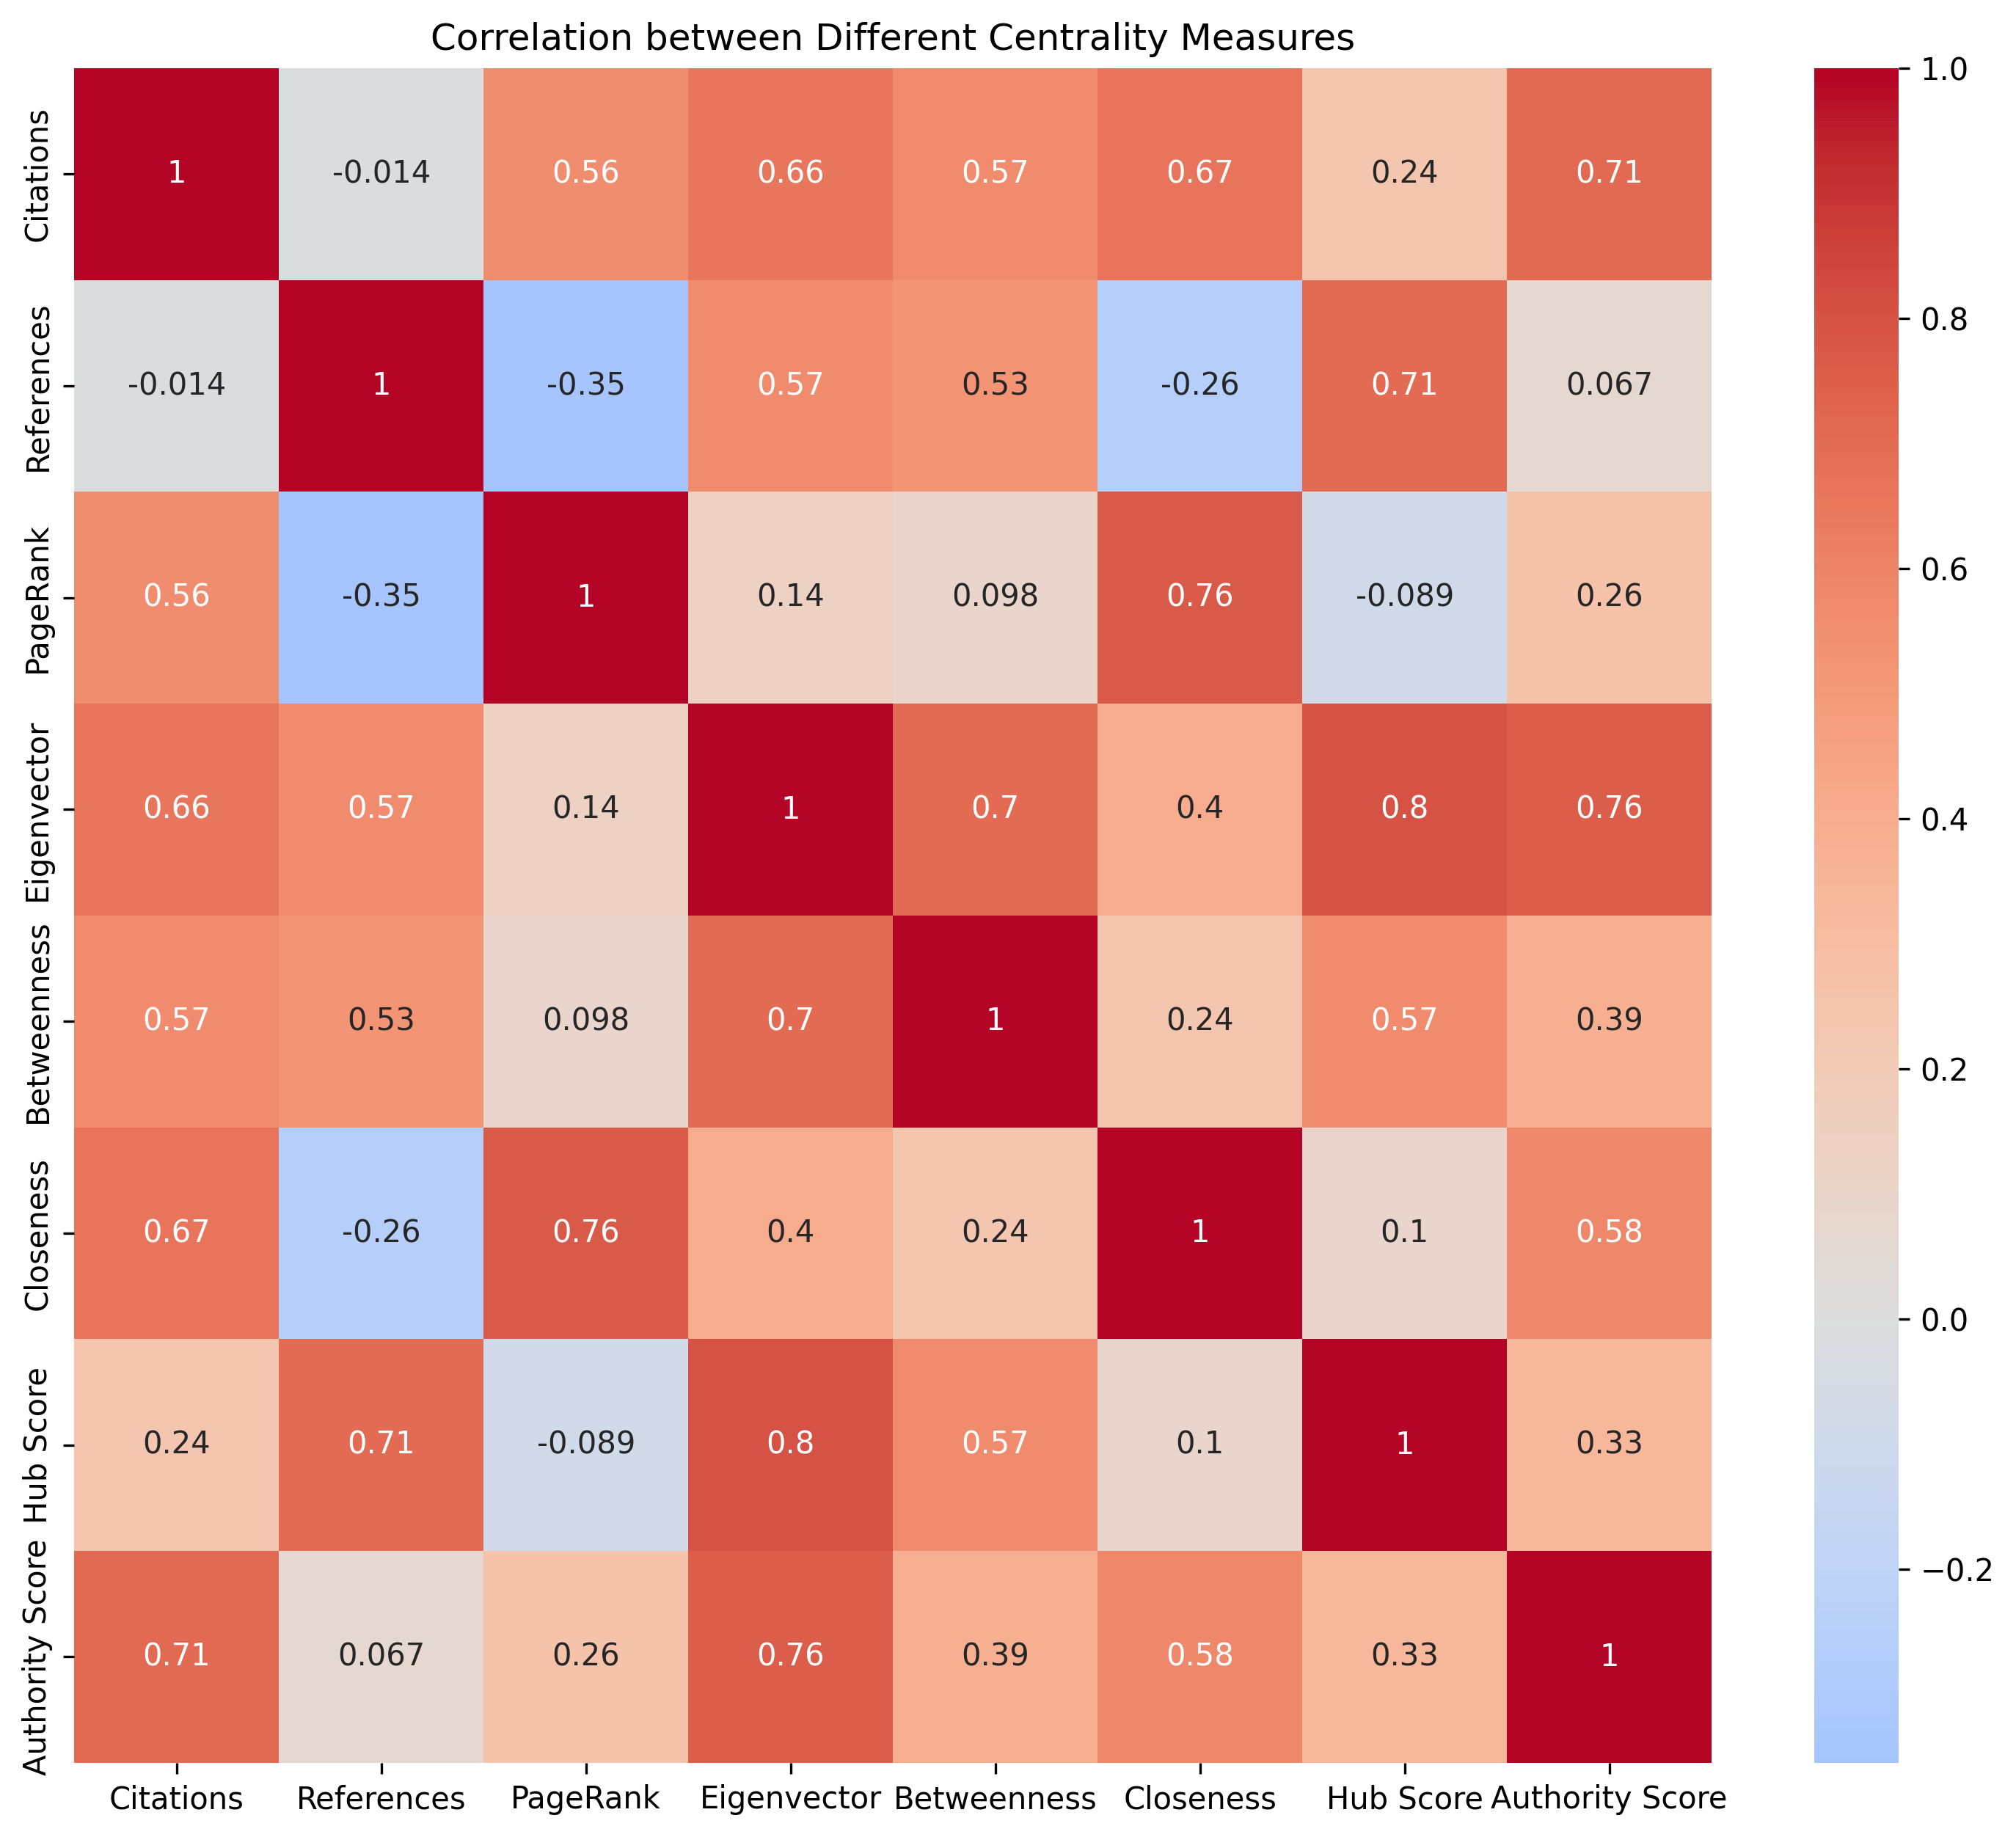 Correlation between Different Centrality Measures
Citations 1 -0.014 0.56 0.66 0.57 0.67 0.24 0.71
References -0.014 1 -0.35 0.57 0.53 -0.26 0.71 0.067
PageRank 0.56 -0.35 1 0.14 0.098 0.76 -0.089 0.26
Eigenvector 0.66 0.57 0.14 1 0.7 0.4 0.8 0.76
Betweenness 0.57 0.53 0.098 0.7 1 0.24 0.57 0.39
Closeness 0.67 -0.26 0.76 0.4 0.24 1 0.1 0.58
Hub Score 0.24 0.71 -0.089 0.8 0.57 0.1 1 0.33
Authority Score 0.71 0.067 0.26 0.76 0.39 0.58 0.33 1
Citations References PageRank Eigenvector Betweenness Closeness Hub Score Authority Score
1.0
0.8
0.6
0.4
0.2
0.0
−0.2